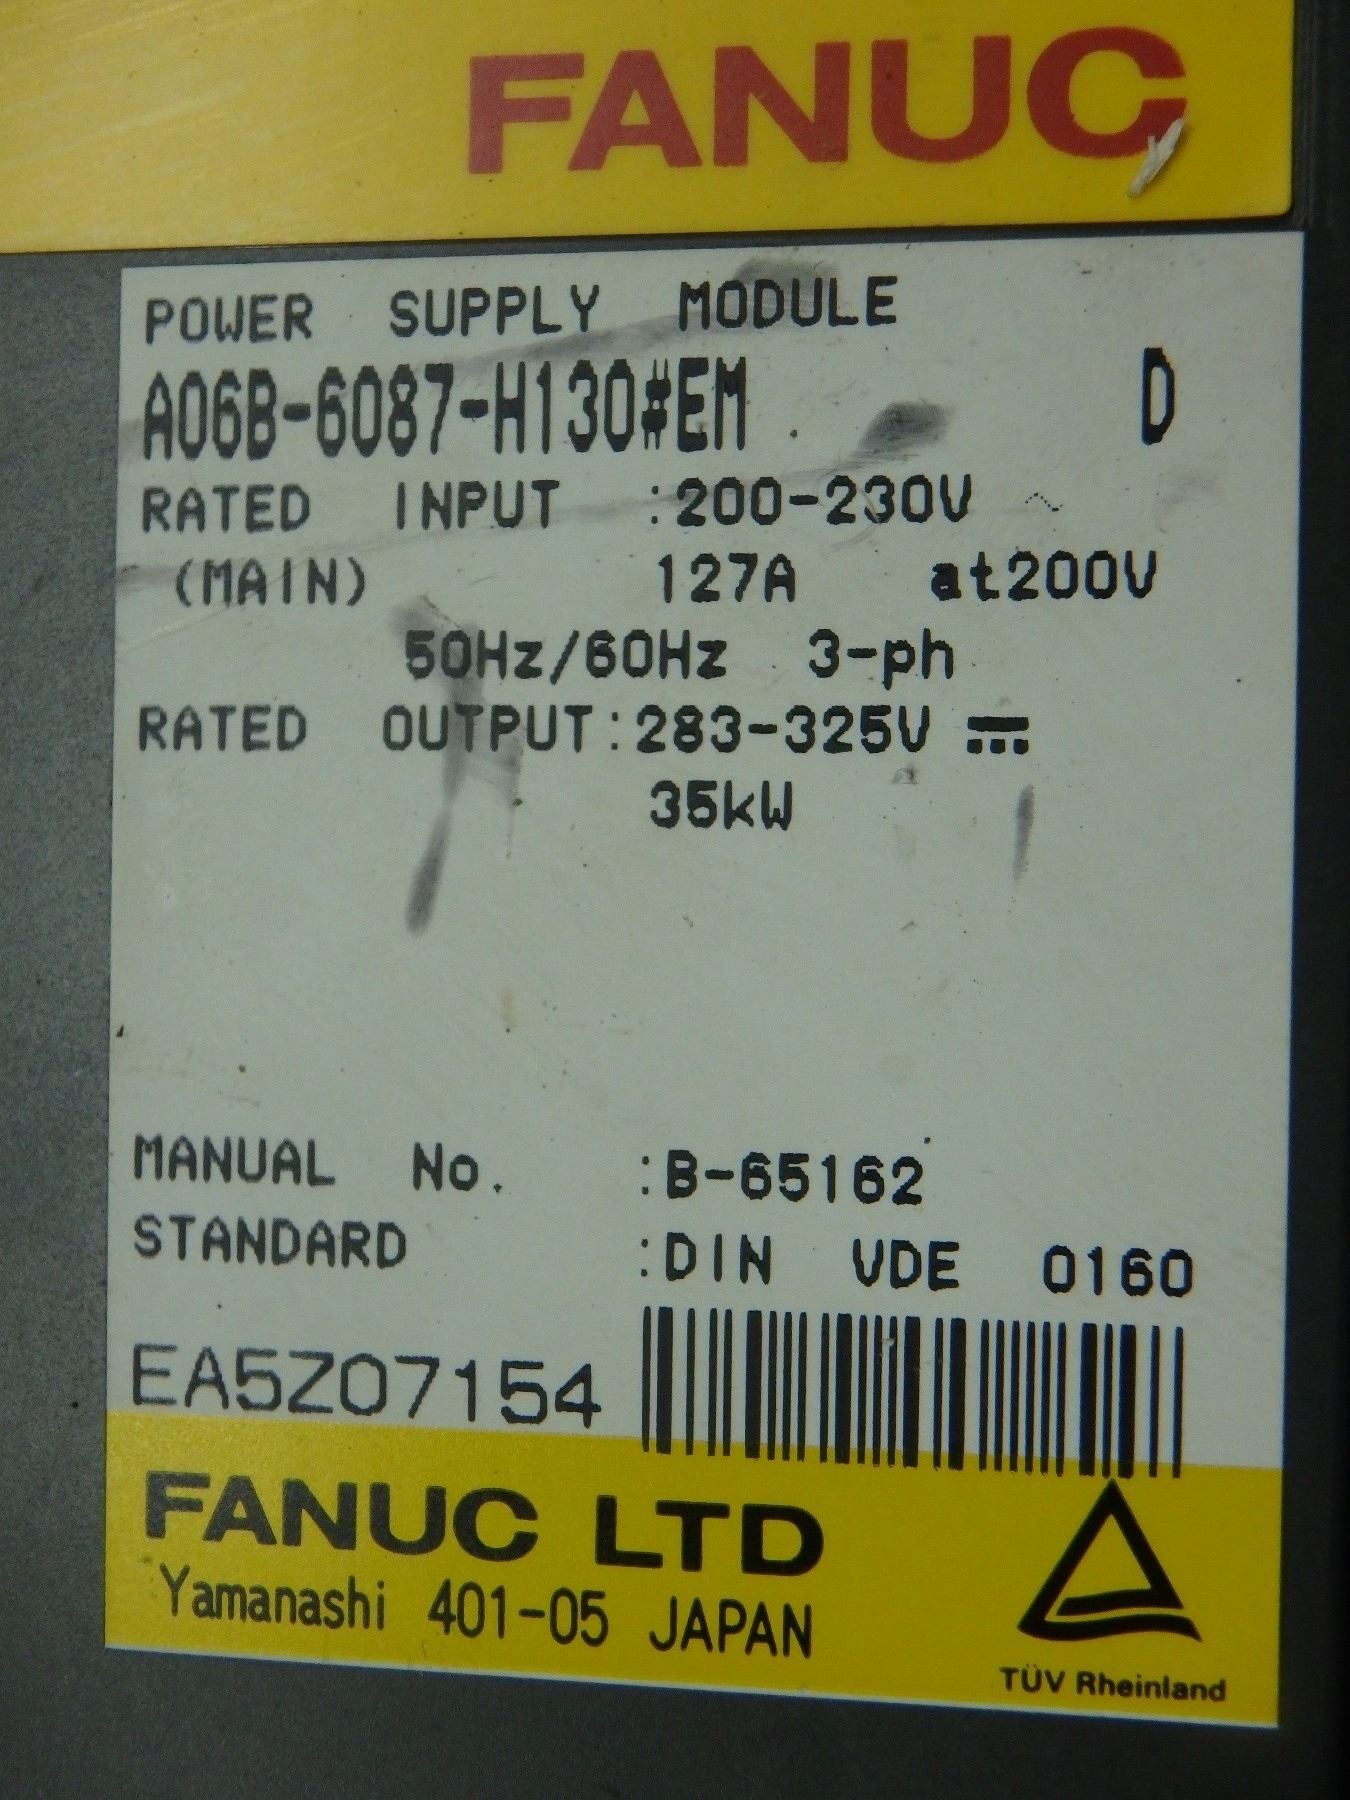 FANUC
POWER SUPPLY MODULE
A06B-6087-H130#EM D
RATED INPUT :200-230V ~
(MAIN) 127A at200V
50Hz/60Hz 3-ph
RATED OUTPUT:283-325V ⎓
35kW
MANUAL No. :B-65162
STANDARD :DIN VDE 0160
EA5Z07154
FANUC LTD
Yamanashi 401-05 JAPAN
TÜV Rheinland